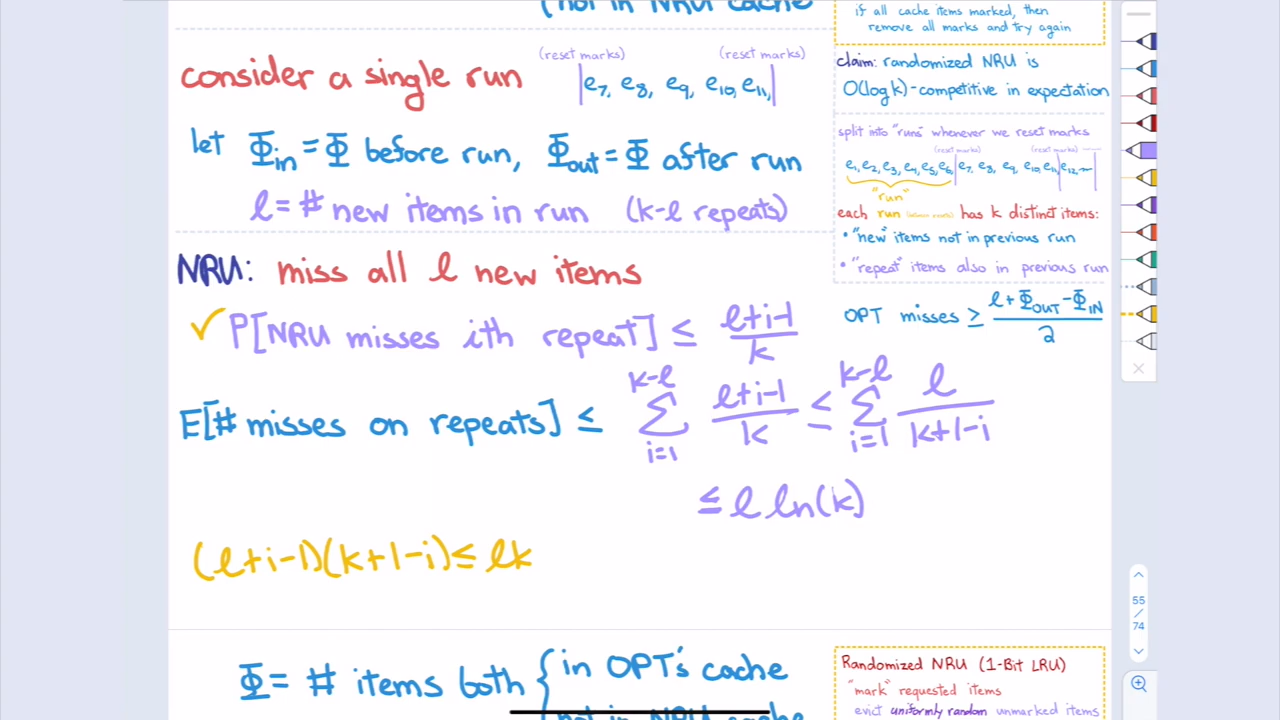 (not in NRU cache
consider a single run
(reset marks) (reset marks)
|e7, e8, e9, e10, e11,|
let Φin = Φ before run, Φout = Φ after run
l = # new items in run (k-l repeats)
NRU: miss all l new items
✓ P[NRU misses ith repeat] ≤ (l+i-1)/k
E[# misses on repeats] ≤ Σ_{i=1}^{k-l} (l+i-1)/k ≤ Σ_{i=1}^{k-l} l/(k+1-i)
≤ l ln(k)
(l+i-1)(k+1-i) ≤ lk
Φ = # items both { in OPT's cache
not in NRU cache
if all cache items marked, then
remove all marks and try again
claim: randomized NRU is
O(log k)-competitive in expectation
split into "runs" whenever we reset marks
(reset marks) (reset marks)
e1, e2, e3, e4, e5, e6 | e7, e8, e9, e10, e11 | e12, ...
"run"
each run has k distinct items:
• "new" items not in previous run
• "repeat" items also in previous run
OPT misses ≥ (l + ΦOUT - ΦIN)/2
Randomized NRU (1-Bit LRU)
"mark" requested items
evict uniformly random unmarked items
55
/
74